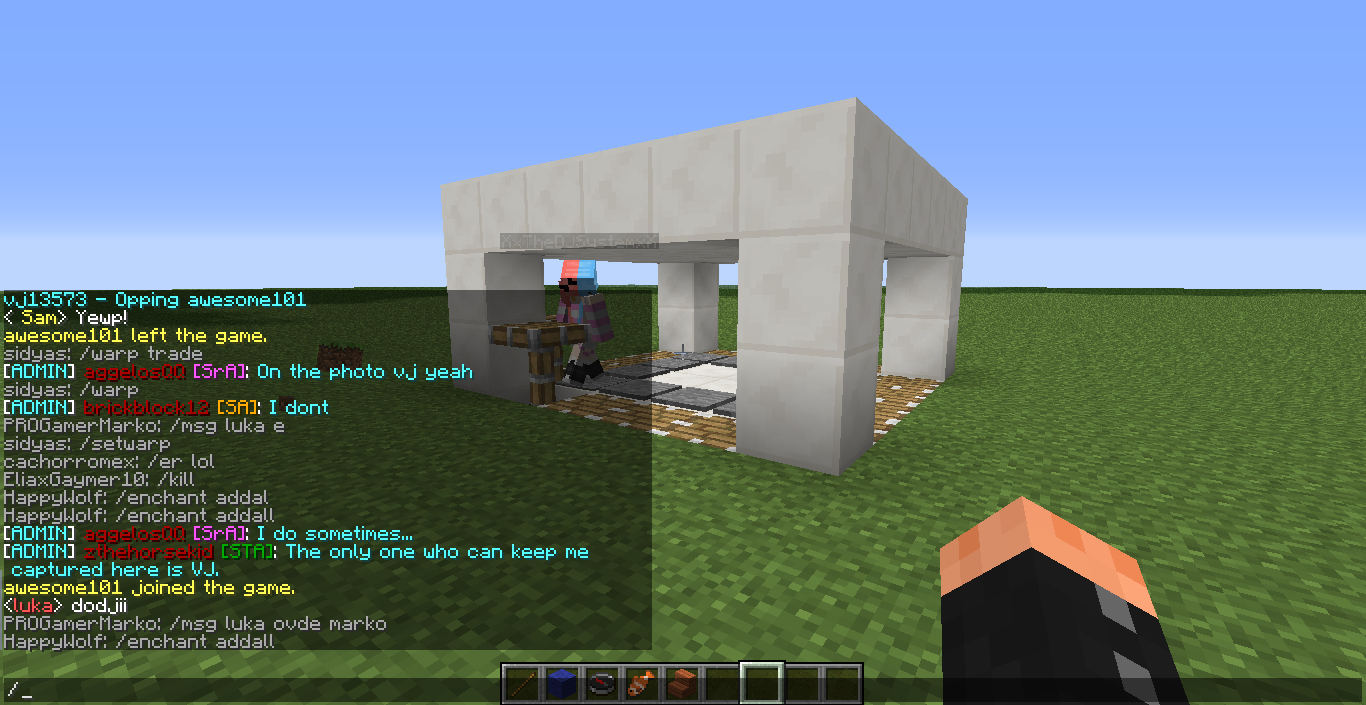 XxTheDJSystemxX
vj13573 - Opping awesome101
< Sam> Yewp!
awesome101 left the game.
sidyas: /warp trade
[ADMIN] aggelosQQ [SrA]: On the photo vj yeah
sidyas: /warp
[ADMIN] brickblock12 [SA]: I dont
PROGamerMarko: /msg luka e
sidyas: /setwarp
cachorromex: /er lol
EliaxGaymer10: /kill
HappyWolf: /enchant addal
HappyWolf: /enchant addall
[ADMIN] aggelosQQ [SrA]: I do sometimes...
[ADMIN] zthehorsekid [STA]: The only one who can keep me
captured here is VJ.
awesome101 joined the game.
<luka> dodjii
PROGamerMarko: /msg luka ovde marko
HappyWolf: /enchant addall
/_